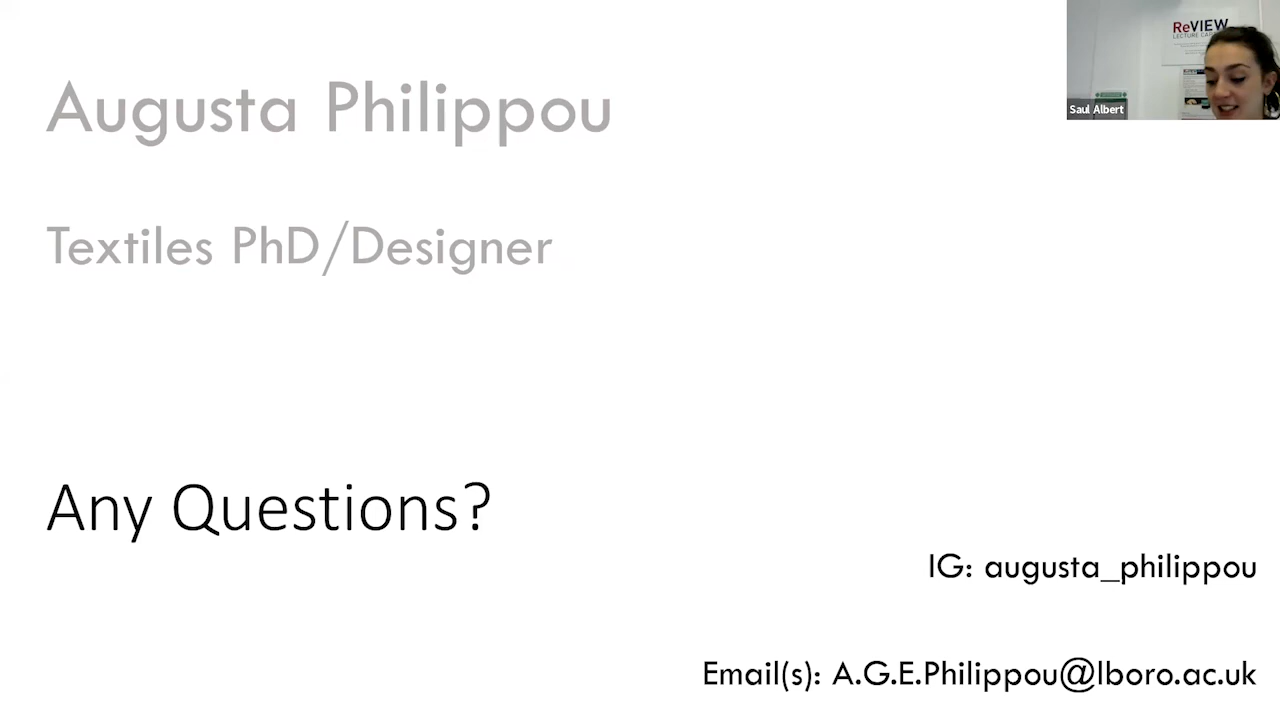 Augusta Philippou
Textiles PhD/Designer
Any Questions?
IG: augusta_philippou
Email(s): A.G.E.Philippou@lboro.ac.uk
ReVIEW
Saul Albert